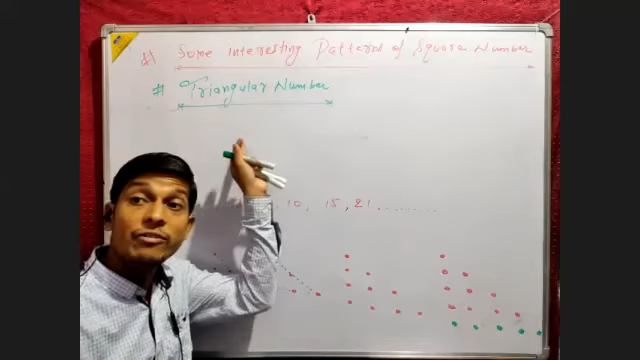 Some Interesting Patterns of Square Number
# Triangular Number
10, 15, 21 ........